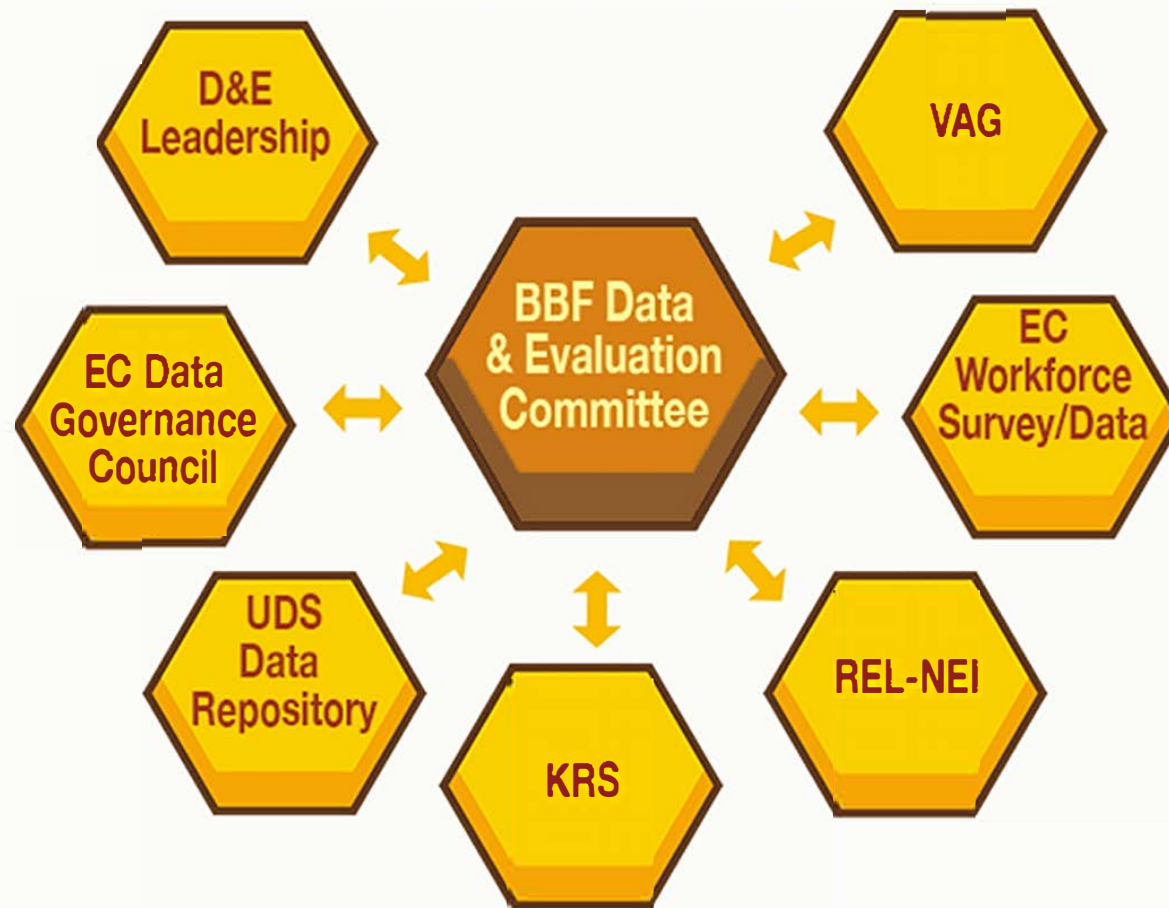 D&E
Leadership
VAG
BBF Data
& Evaluation
Committee
EC Data
Governance
Council
EC
Workforce
Survey/Data
UDS
Data
Repository
KRS
REL-NEI